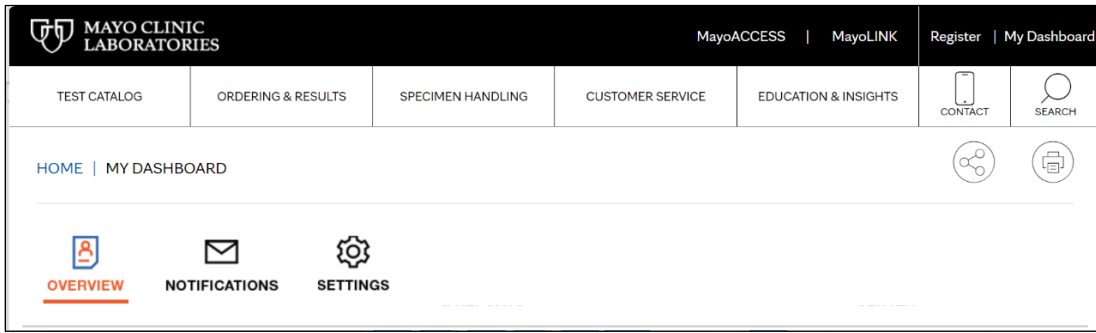 MAYO CLINIC
LABORATORIES
MayoACCESS | MayoLINK Register | My Dashboard
TEST CATALOG ORDERING & RESULTS SPECIMEN HANDLING CUSTOMER SERVICE EDUCATION & INSIGHTS CONTACT SEARCH
HOME | MY DASHBOARD
OVERVIEW NOTIFICATIONS SETTINGS